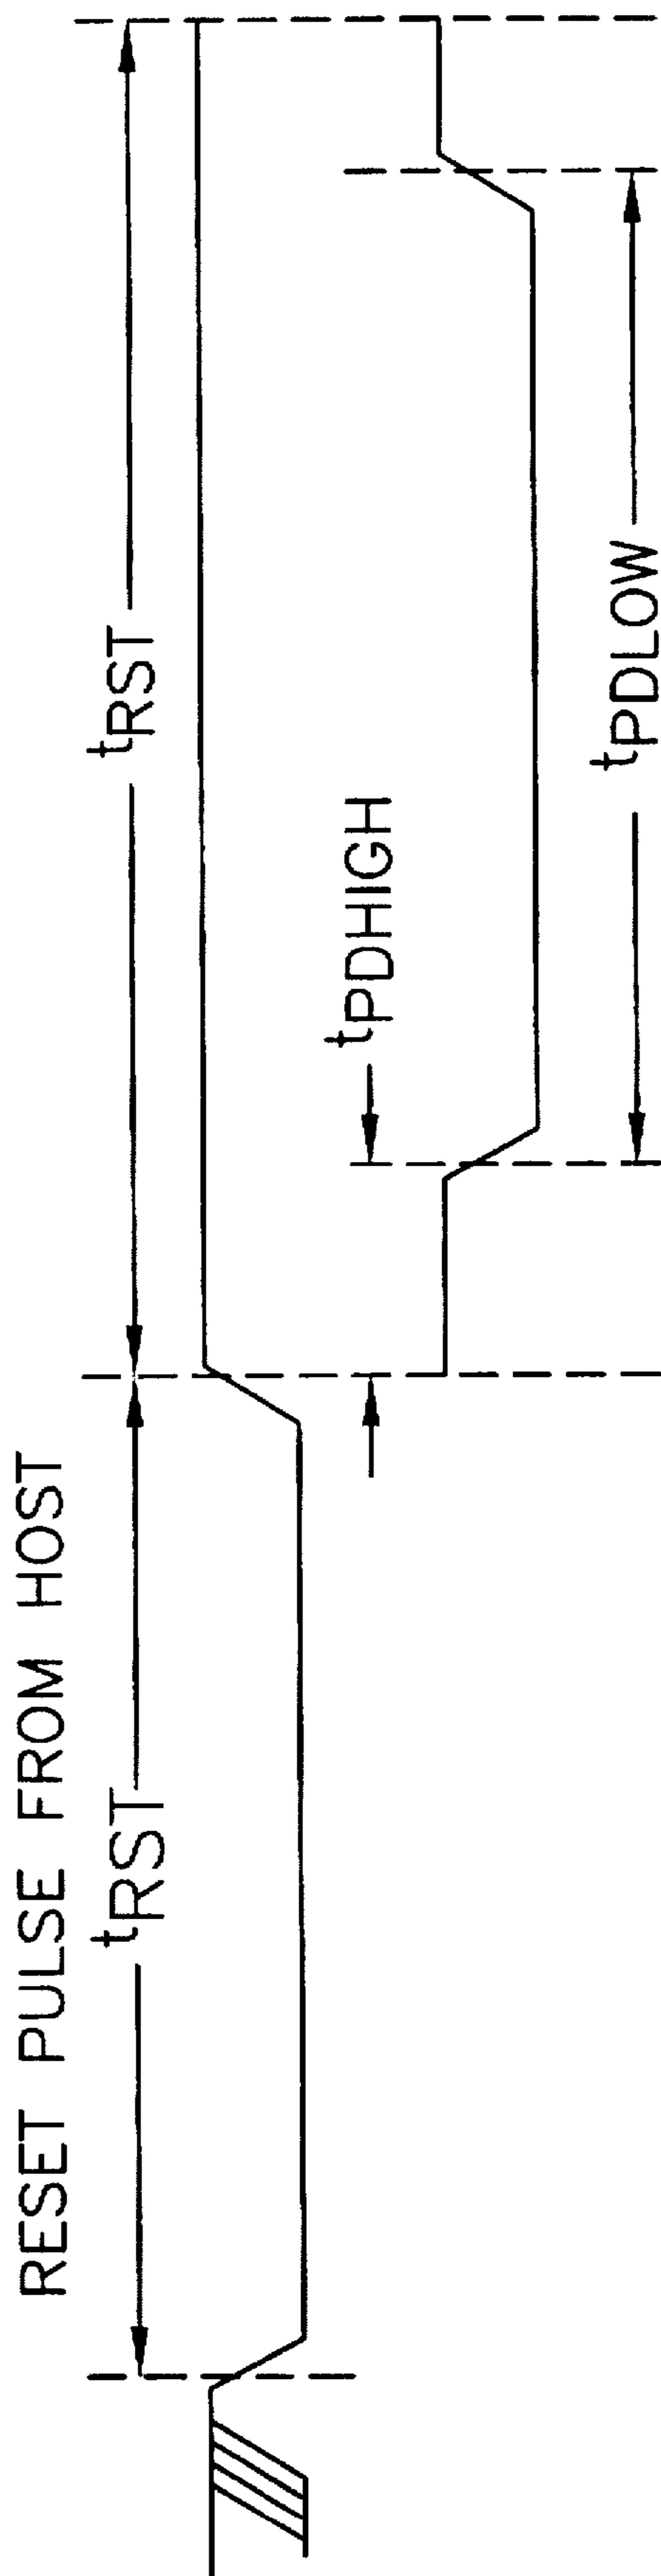 RESET PULSE FROM HOST
tRST
tRST
tPDHIGH
tPDLOW